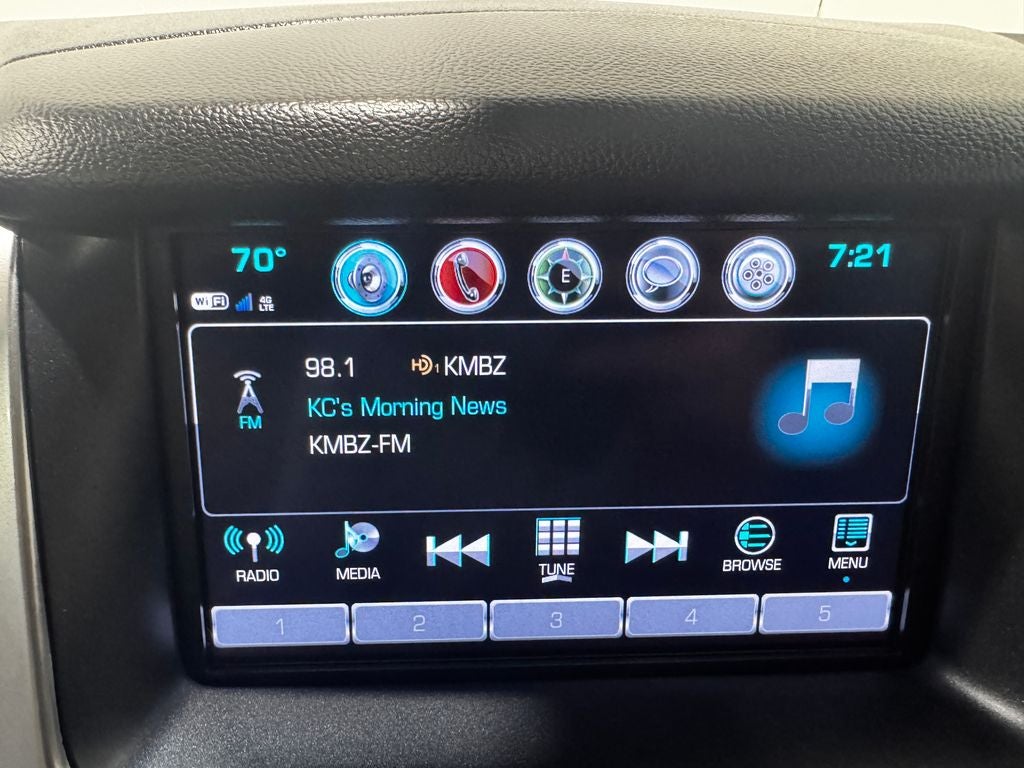 70°
E
7:21
WiFi
4G
LTE
98.1 HD1 KMBZ
KC's Morning News
FM
KMBZ-FM
RADIO
MEDIA
TUNE
BROWSE
MENU
1
2
3
4
5